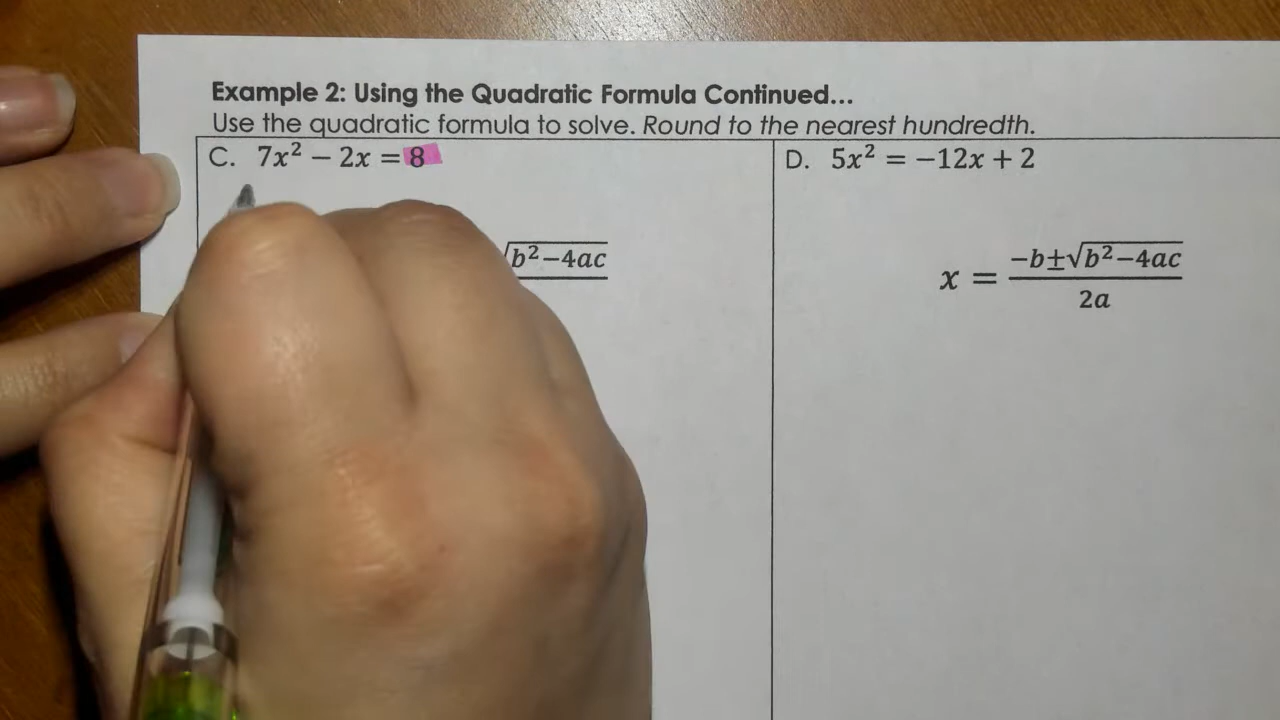 Example 2: Using the Quadratic Formula Continued...
Use the quadratic formula to solve. Round to the nearest hundredth.
C. 7x² − 2x = 8
√b²−4ac
D. 5x² = −12x + 2
x = −b±√b²−4ac
2a